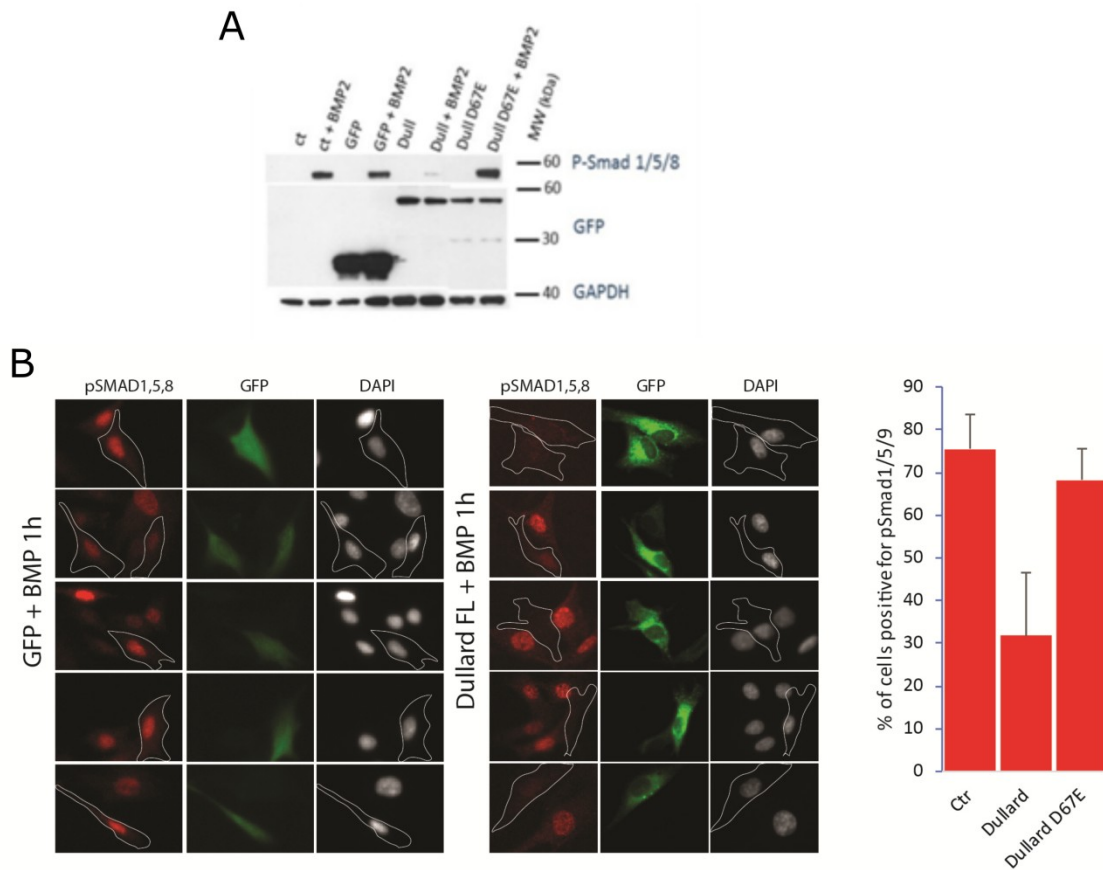 A
ct
ct + BMP2
GFP
GFP + BMP2
Dull
Dull + BMP2
Dull D67E
Dull D67E + BMP2
MW (kDa)
60 P-Smad 1/5/8
60
GFP
30
40 GAPDH
B
pSMAD1,5,8 GFP DAPI
GFP + BMP 1h
pSMAD1,5,8 GFP DAPI
Dullard FL + BMP 1h
% of cells positive for pSmad1/5/9
90
80
70
60
50
40
30
20
10
0
Ctr
Dullard
Dullard D67E